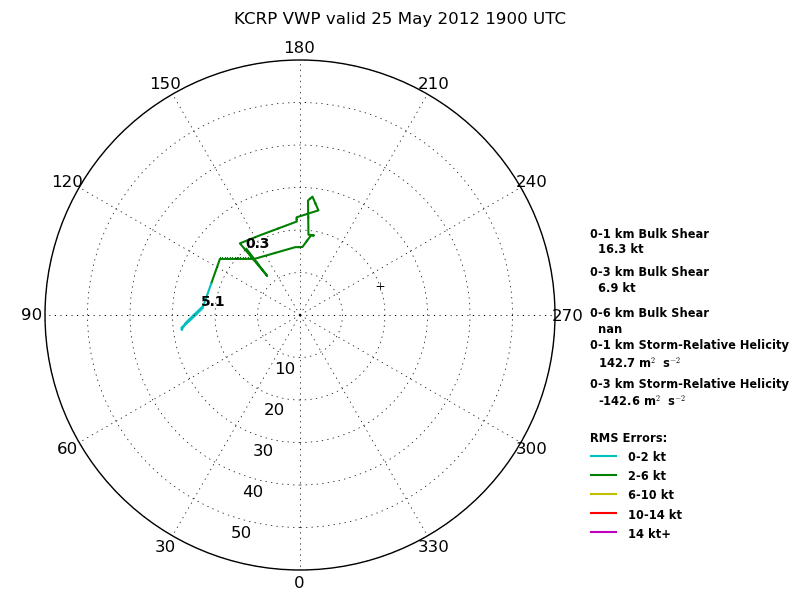 KCRP VWP valid 25 May 2012 1900 UTC
180
150
210
120
240
0.3
0-1 km Bulk Shear
16.3 kt
0-3 km Bulk Shear
6.9 kt
5.1
90
270
0-6 km Bulk Shear
nan
0-1 km Storm-Relative Helicity
142.7 m² s⁻²
10
0-3 km Storm-Relative Helicity
-142.6 m² s⁻²
20
30
60
300
RMS Errors:
0-2 kt
2-6 kt
40
6-10 kt
50
10-14 kt
14 kt+
30
330
0